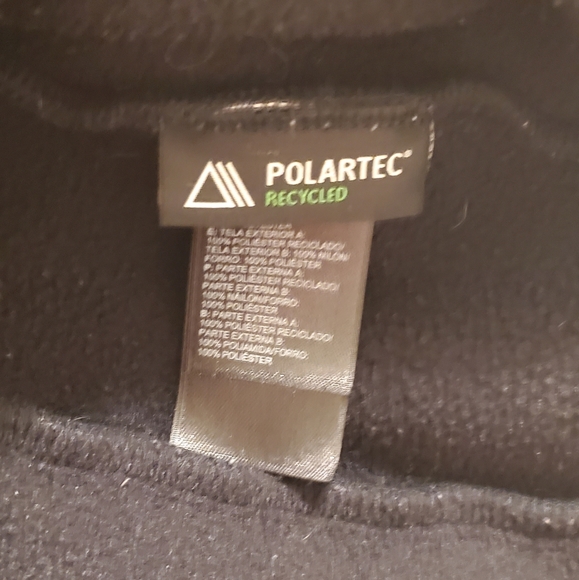 POLARTEC®
RECYCLED
E: TELA EXTERIOR A:
100% POLIÉSTER RECICLADO/
TELA EXTERIOR B: 100% NILÓN/
FORRO: 100% POLIÉSTER
P: PARTE EXTERNA A:
100% POLIÉSTER RECICLADO/
PARTE EXTERNA B:
100% NÁILON/FORRO:
100% POLIÉSTER
B: PARTE EXTERNA A:
100% POLIÉSTER RECICLADO/
PARTE EXTERNA B:
100% POLIAMIDA/FORRO:
100% POLIÉSTER